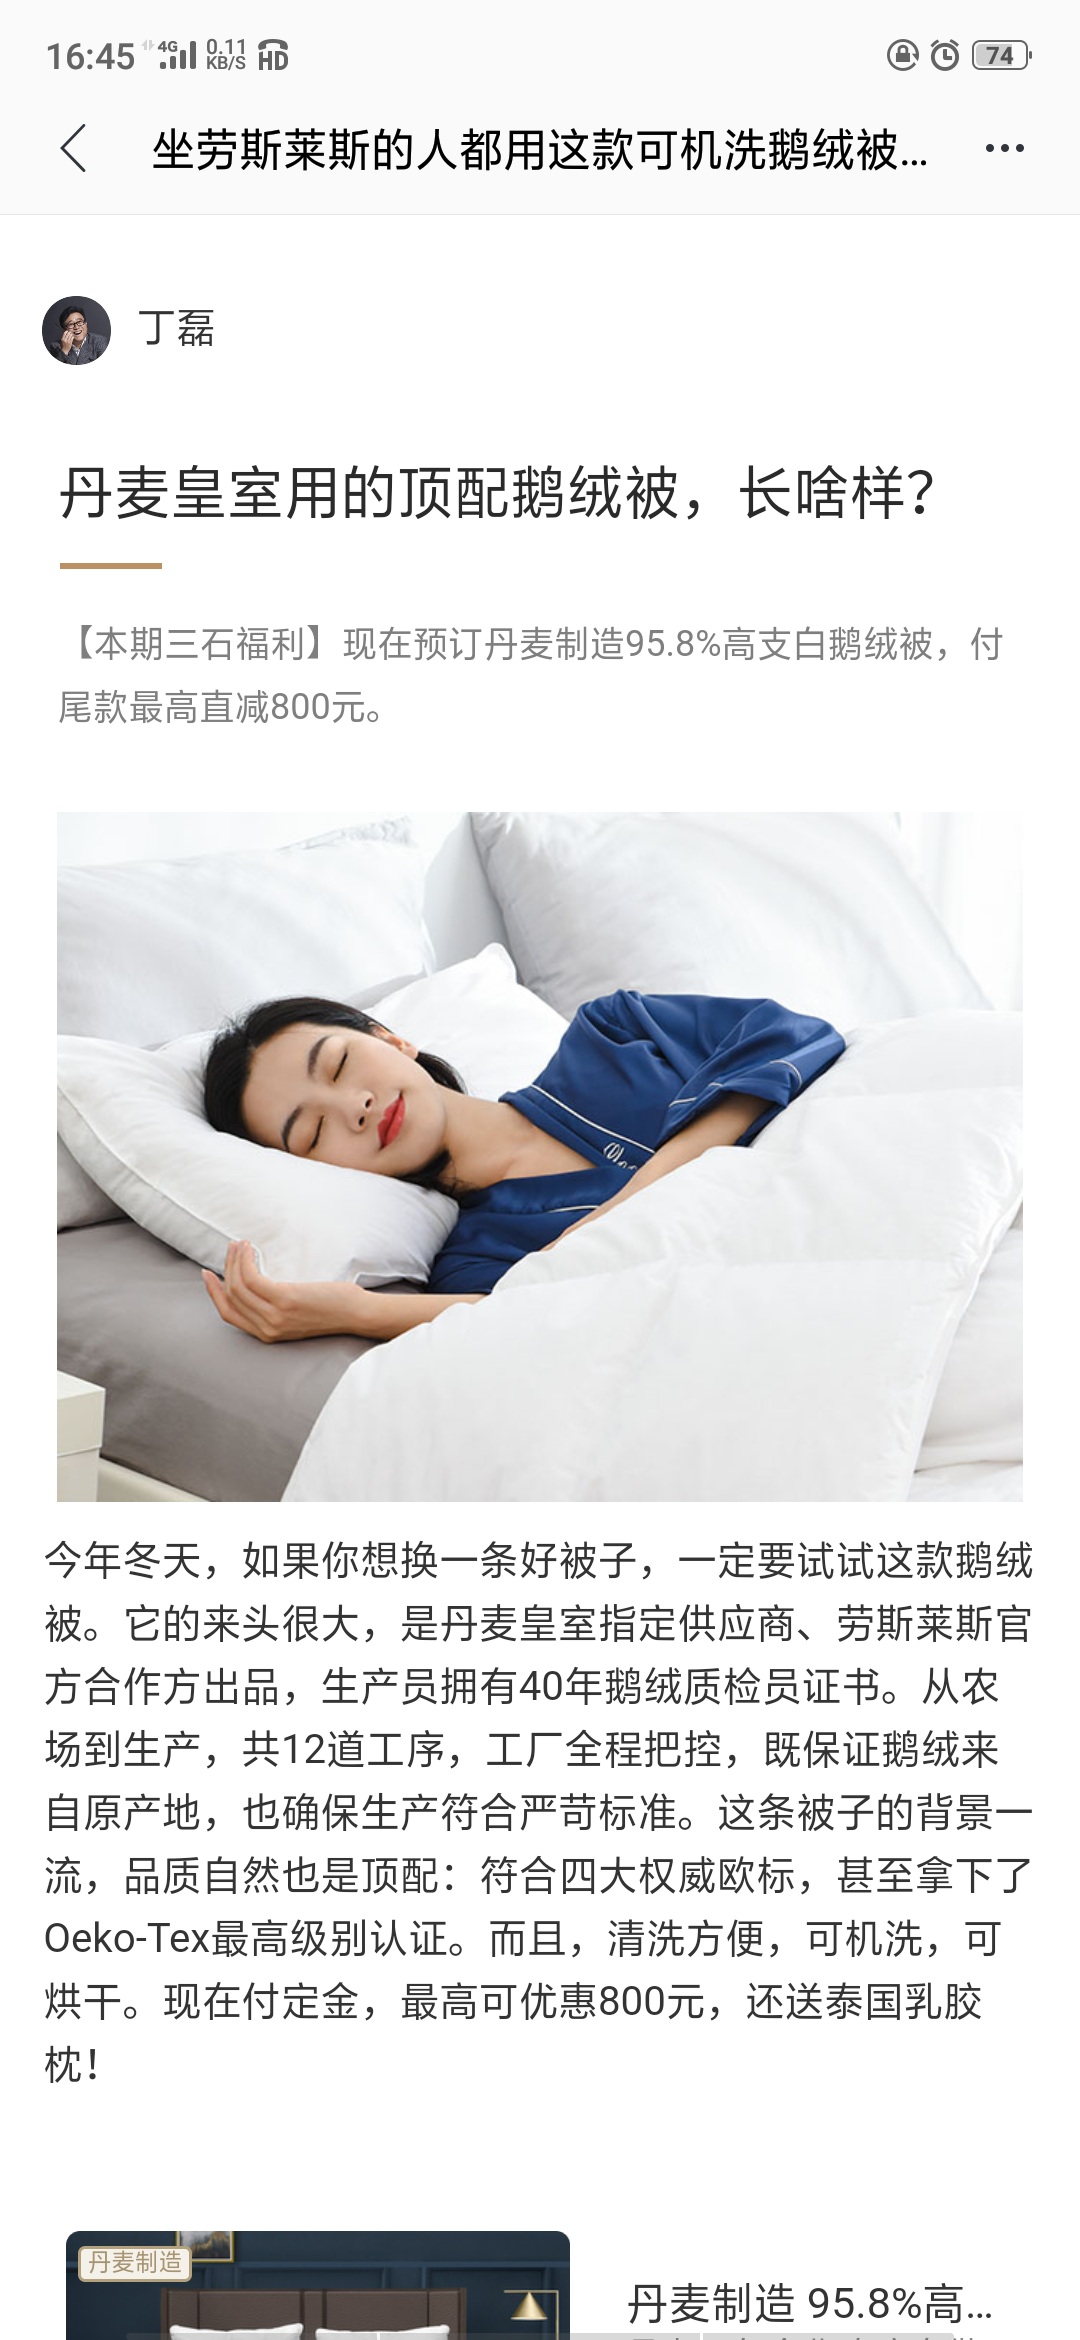 16:45 4G 0.11 KB/S HD 74
坐劳斯莱斯的人都用这款可机洗鹅绒被...
丁磊
丹麦皇室用的顶配鹅绒被，长啥样？
【本期三石福利】现在预订丹麦制造95.8%高支白鹅绒被，付
尾款最高直减800元。
今年冬天，如果你想换一条好被子，一定要试试这款鹅绒
被。它的来头很大，是丹麦皇室指定供应商、劳斯莱斯官
方合作方出品，生产员拥有40年鹅绒质检员证书。从农
场到生产，共12道工序，工厂全程把控，既保证鹅绒来
自原产地，也确保生产符合严苛标准。这条被子的背景一
流，品质自然也是顶配：符合四大权威欧标，甚至拿下了
Oeko-Tex最高级别认证。而且，清洗方便，可机洗，可
烘干。现在付定金，最高可优惠800元，还送泰国乳胶
枕！
丹麦制造
丹麦制造 95.8%高...